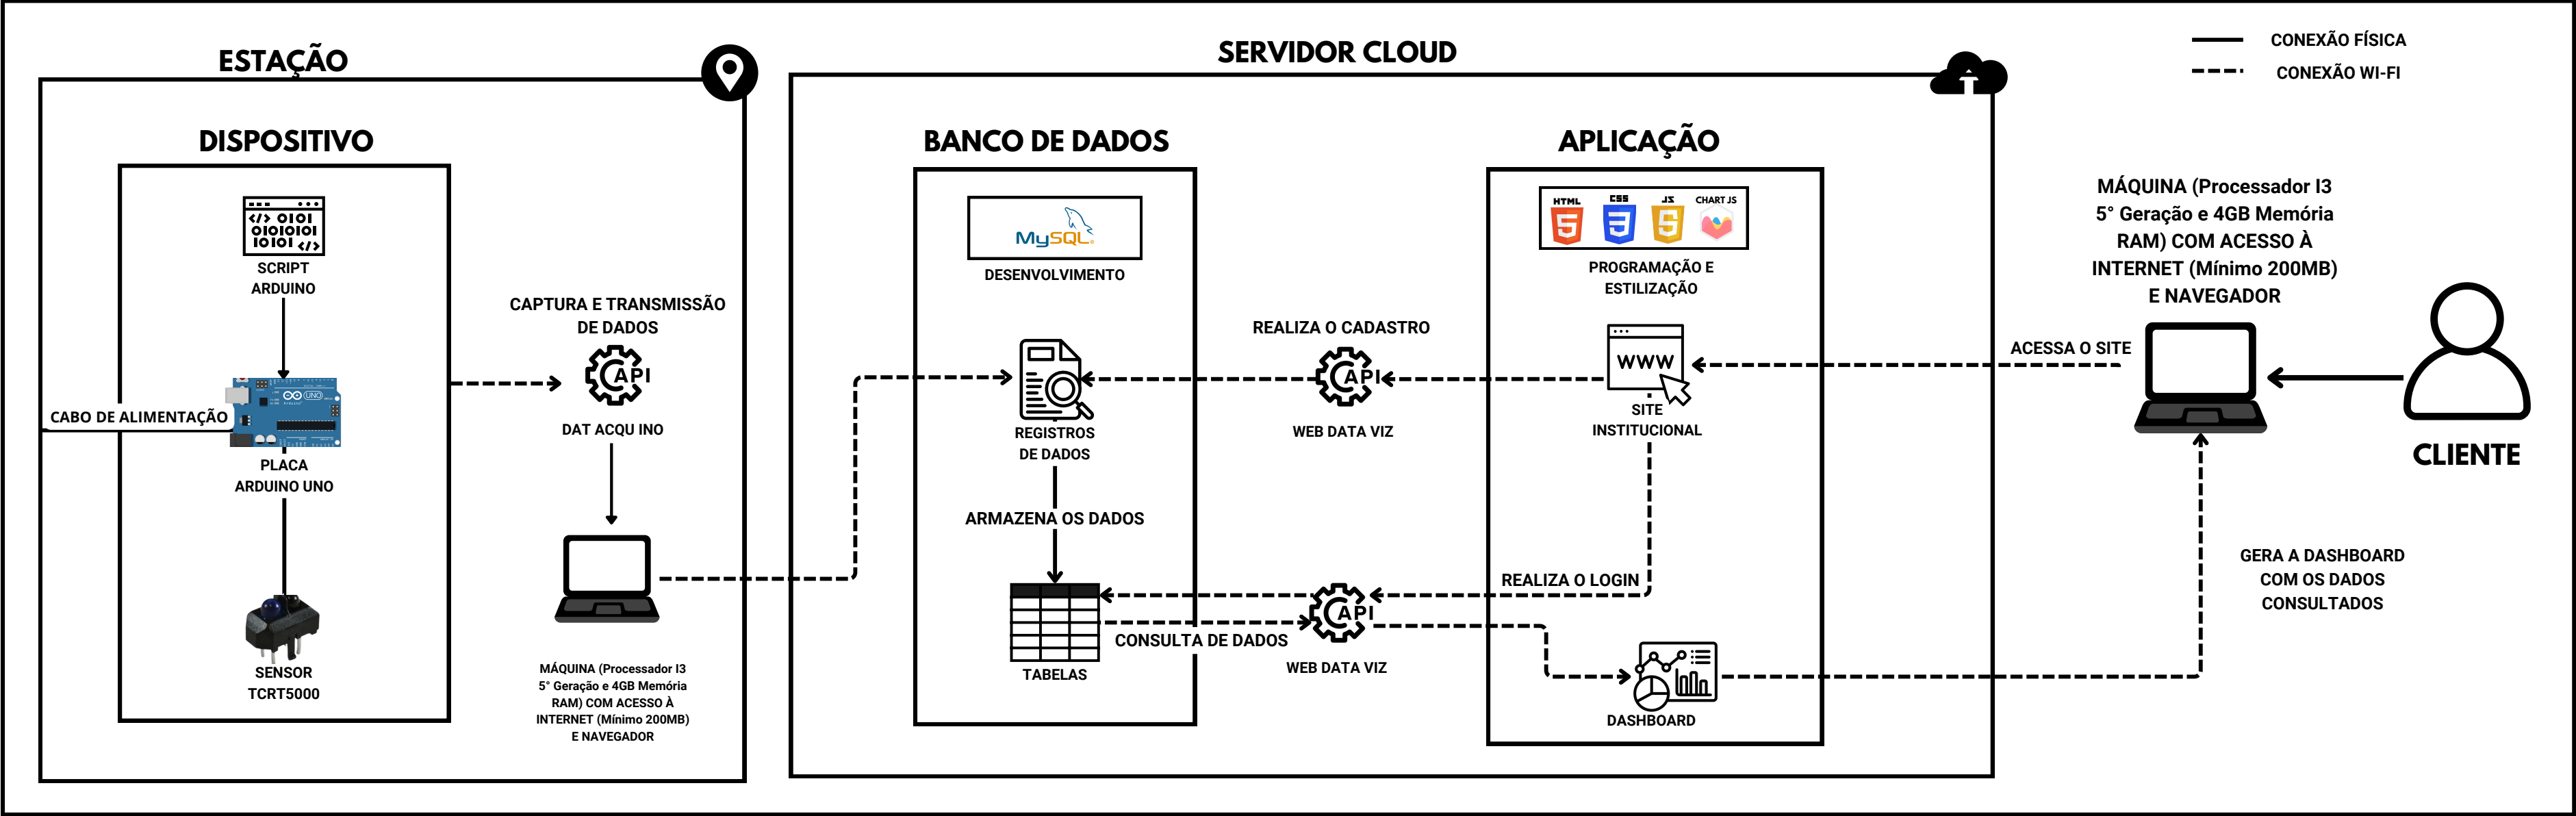 ESTAÇÃO
DISPOSITIVO
</> 0101
01010101
10101 </>
SCRIPT
ARDUINO
CABO DE ALIMENTAÇÃO
UNO
PLACA
ARDUINO UNO
SENSOR
TCRT5000
CAPTURA E TRANSMISSÃO
DE DADOS
API
DAT ACQU INO
MÁQUINA (Processador I3
5° Geração e 4GB Memória
RAM) COM ACESSO À
INTERNET (Mínimo 200MB)
E NAVEGADOR
SERVIDOR CLOUD
BANCO DE DADOS
MySQL
DESENVOLVIMENTO
REGISTROS
DE DADOS
ARMAZENA OS DADOS
TABELAS
REALIZA O CADASTRO
API
WEB DATA VIZ
CONSULTA DE DADOS
API
WEB DATA VIZ
APLICAÇÃO
HTML CSS JS CHART JS
5 3 5
PROGRAMAÇÃO E
ESTILIZAÇÃO
WWW
SITE
INSTITUCIONAL
REALIZA O LOGIN
DASHBOARD
CONEXÃO FÍSICA
CONEXÃO WI-FI
MÁQUINA (Processador I3
5° Geração e 4GB Memória
RAM) COM ACESSO À
INTERNET (Mínimo 200MB)
E NAVEGADOR
ACESSA O SITE
CLIENTE
GERA A DASHBOARD
COM OS DADOS
CONSULTADOS